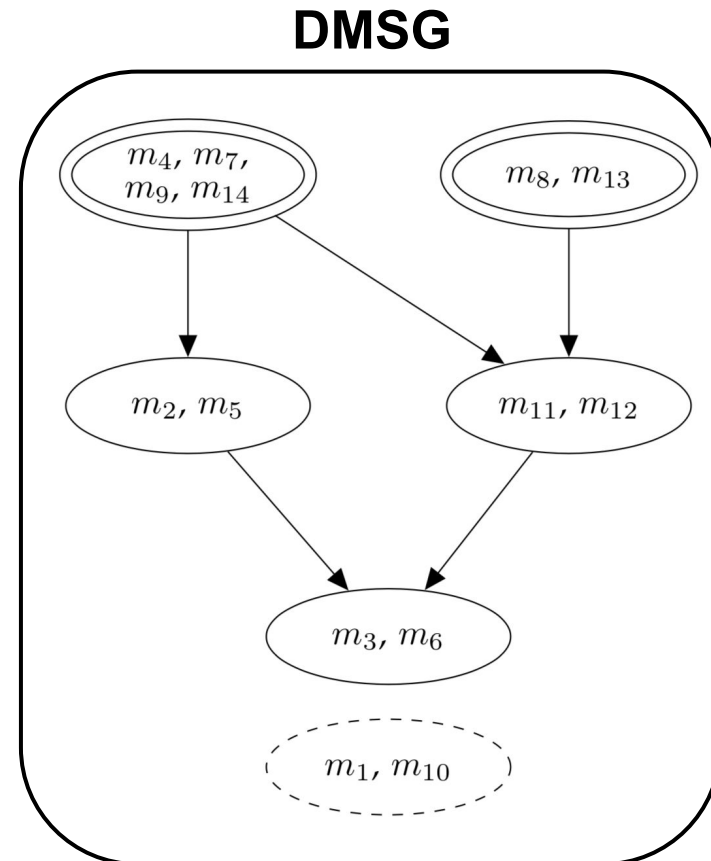 DMSG
m₄, m₇,
m₉, m₁₄
m₈, m₁₃
m₂, m₅
m₁₁, m₁₂
m₃, m₆
m₁, m₁₀